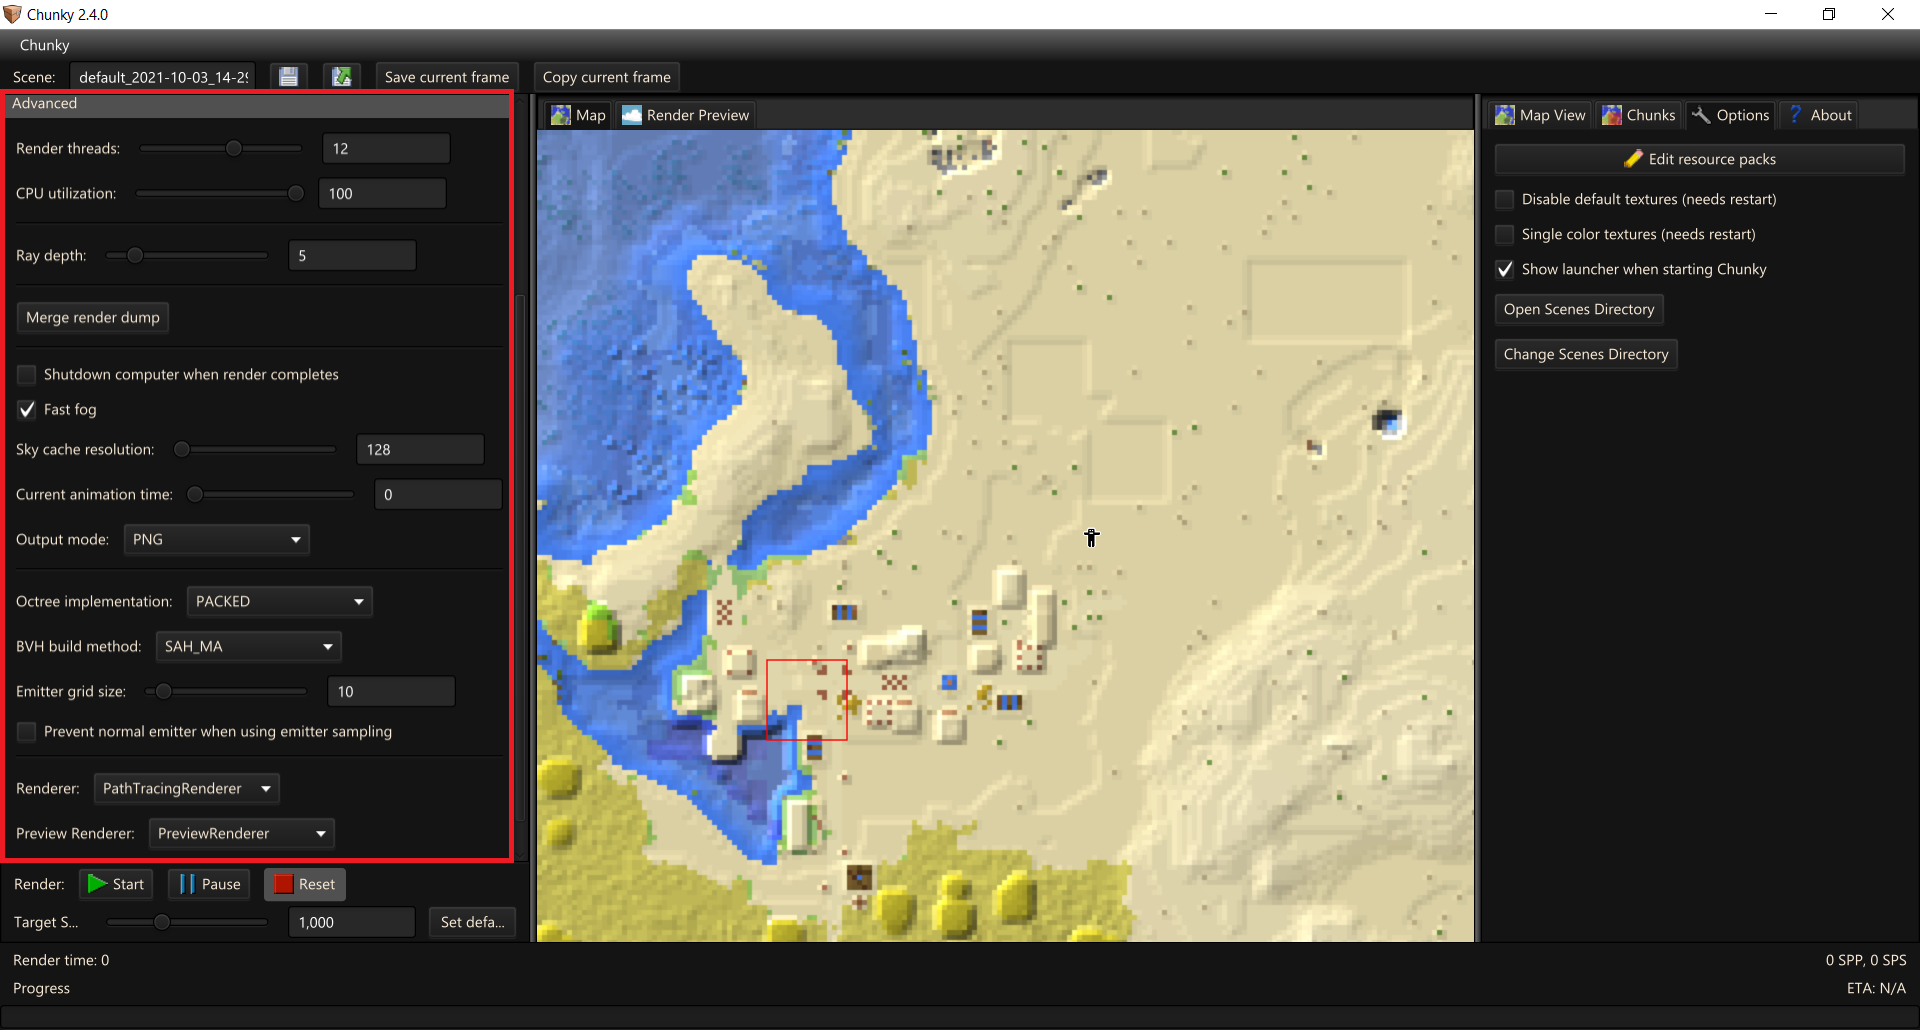 Chunky 2.4.0
Chunky
Scene: default_2021-10-03_14-29 Save current frame Copy current frame
Advanced
Render threads: 12
CPU utilization: 100
Ray depth: 5
Merge render dump
Shutdown computer when render completes
Fast fog
Sky cache resolution: 128
Current animation time: 0
Output mode: PNG
Octree implementation: PACKED
BVH build method: SAH_MA
Emitter grid size: 10
Prevent normal emitter when using emitter sampling
Renderer: PathTracingRenderer
Preview Renderer: PreviewRenderer
Render: Start Pause Reset
Target S... 1,000 Set defa...
Map Render Preview
Map View Chunks Options ? About
Edit resource packs
Disable default textures (needs restart)
Single color textures (needs restart)
Show launcher when starting Chunky
Open Scenes Directory
Change Scenes Directory
Render time: 0 0 SPP, 0 SPS
Progress ETA: N/A